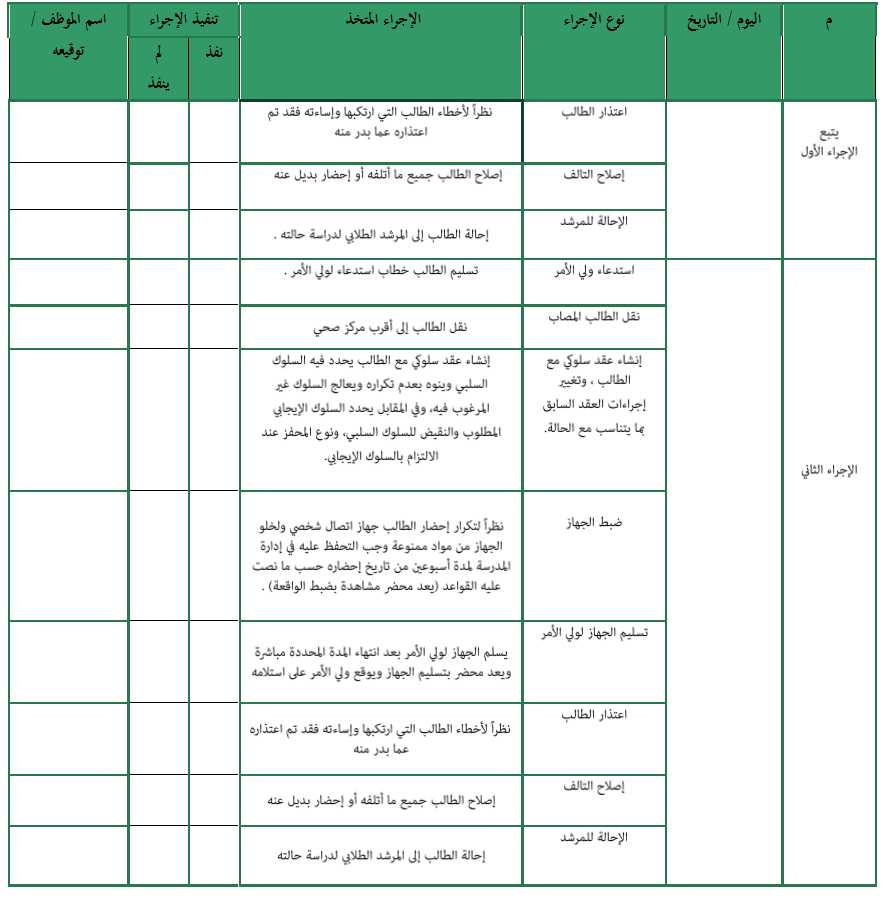 م
اليوم / التاريخ
نوع الإجراء
الإجراء المتخذ
تنفيذ الإجراء
نفذ
لم
ينفذ
اسم الموظف /
توقيعه
يتبع
الإجراء الأول
اعتذار الطالب
نظراً لأخطاء الطالب التي ارتكبها وإساءته فقد تم
اعتذاره عما بدر منه
إصلاح التالف
إصلاح الطالب جميع ما أتلفه أو إحضار بديل عنه
الإحالة للمرشد
إحالة الطالب إلى المرشد الطلابي لدراسة حالته .
الإجراء الثاني
استدعاء ولي الأمر
تسليم الطالب خطاب استدعاء لولي الأمر .
نقل الطالب المصاب
نقل الطالب إلى أقرب مركز صحي
إنشاء عقد سلوكي مع
الطالب ، وتغيير
إجراءات العقد السابق
بما يتناسب مع الحالة.
إنشاء عقد سلوكي مع الطالب يحدد فيه السلوك
السلبي وينوه بعدم تكراره ويعالج السلوك غير
المرغوب فيه، وفي المقابل يحدد السلوك الإيجابي
المطلوب والنقيض للسلوك السلبي، ونوع المحفز عند
الالتزام بالسلوك الإيجابي.
ضبط الجهاز
نظراً لتكرار إحضار الطالب جهاز اتصال شخصي ولخلو
الجهاز من مواد ممنوعة وجب التحفظ عليه في إدارة
المدرسة لمدة أسبوعين من تاريخ إحضاره حسب ما نصت
عليه القواعد (يعد محضر مشاهدة بضبط الواقعة) .
تسليم الجهاز لولي الأمر
يسلم الجهاز لولي الأمر بعد انتهاء المدة المحددة مباشرة
ويعد محضر بتسليم الجهاز ويوقع ولي الأمر على استلامه
اعتذار الطالب
نظراً لأخطاء الطالب التي ارتكبها وإساءته فقد تم اعتذاره
عما بدر منه
إصلاح التالف
إصلاح الطالب جميع ما أتلفه أو إحضار بديل عنه
الإحالة للمرشد
إحالة الطالب إلى المرشد الطلابي لدراسة حالته